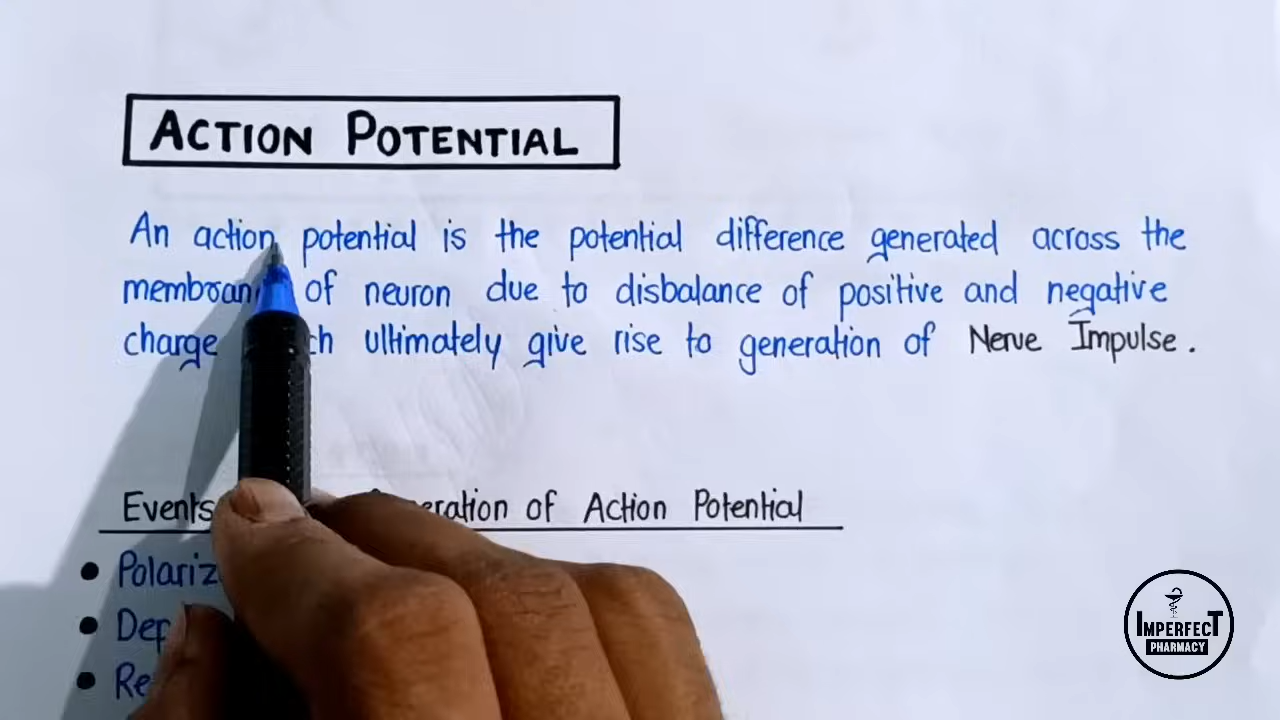 ACTION POTENTIAL
An action potential is the potential difference generated across the
of neuron due to disbalance of positive and negative
charge ultimately give rise to generation of Nerve Impulse.
Events of Action Potential
IMPERFECT
PHARMACY